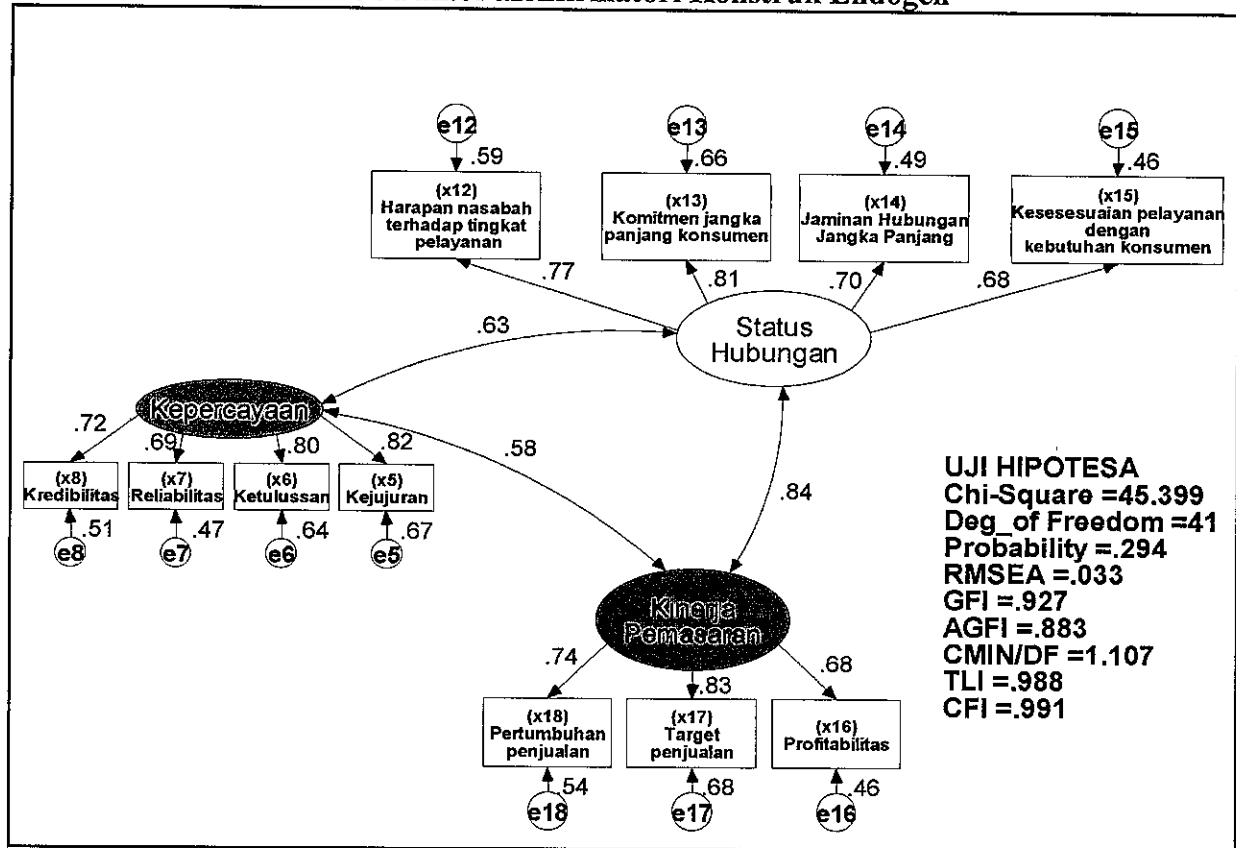 Konstruk Endogen
e12
e13
e14
e15
.59
.66
.49
.46
(x12)
Harapan nasabah
terhadap tingkat
pelayanan
(x13)
Komitmen jangka
panjang konsumen
(x14)
Jaminan Hubungan
Jangka Panjang
(x15)
Kesesesuaian pelayanan
dengan
kebutuhan konsumen
.77
.81
.70
.68
Status
Hubungan
.63
Kepercayaan
.72
.69
.80
.82
(x8)
Kredibilitas
(x7)
Reliabilitas
(x6)
Ketulussan
(x5)
Kejujuran
.51
.47
.64
.67
e8
e7
e6
e5
.58
.84
Kinerja
Pemasaran
.74
.83
.68
(x18)
Pertumbuhan
penjualan
(x17)
Target
penjualan
(x16)
Profitabilitas
.54
.68
.46
e18
e17
e16
UJI HIPOTESA
Chi-Square =45.399
Deg_of Freedom =41
Probability =.294
RMSEA =.033
GFI =.927
AGFI =.883
CMIN/DF =1.107
TLI =.988
CFI =.991